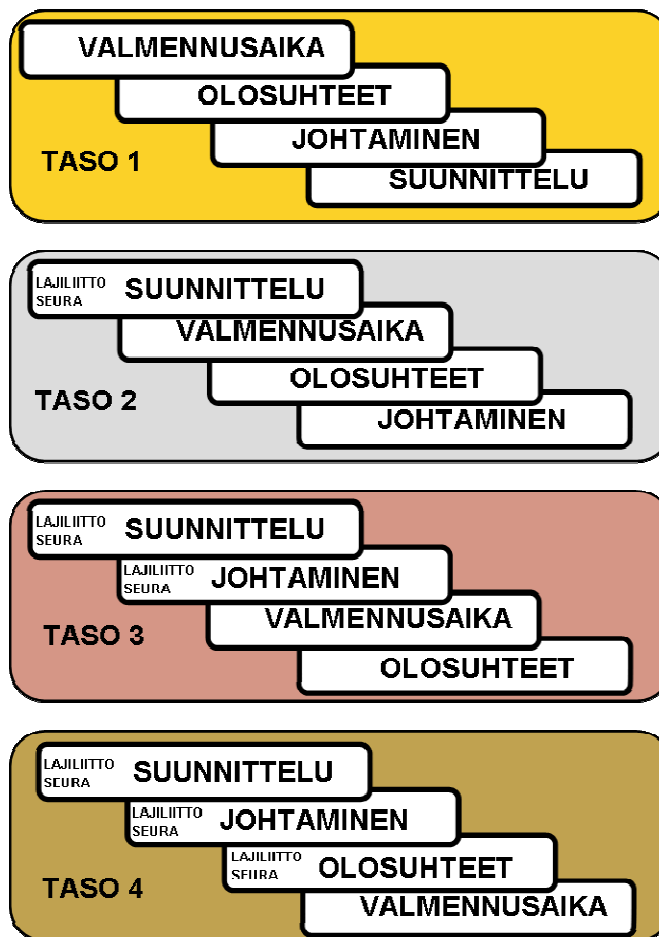 VALMENNUSAIKA
OLOSUHTEET
JOHTAMINEN
TASO 1
SUUNNITTELU
LAJILIITTO
SEURA
SUUNNITTELU
VALMENNUSAIKA
OLOSUHTEET
TASO 2
JOHTAMINEN
LAJILIITTO
SEURA
SUUNNITTELU
LAJILIITTO
SEURA
JOHTAMINEN
VALMENNUSAIKA
TASO 3
OLOSUHTEET
LAJILIITTO
SEURA
SUUNNITTELU
LAJILIITTO
SEURA
JOHTAMINEN
LAJILIITTO
SEURA
OLOSUHTEET
TASO 4
VALMENNUSAIKA